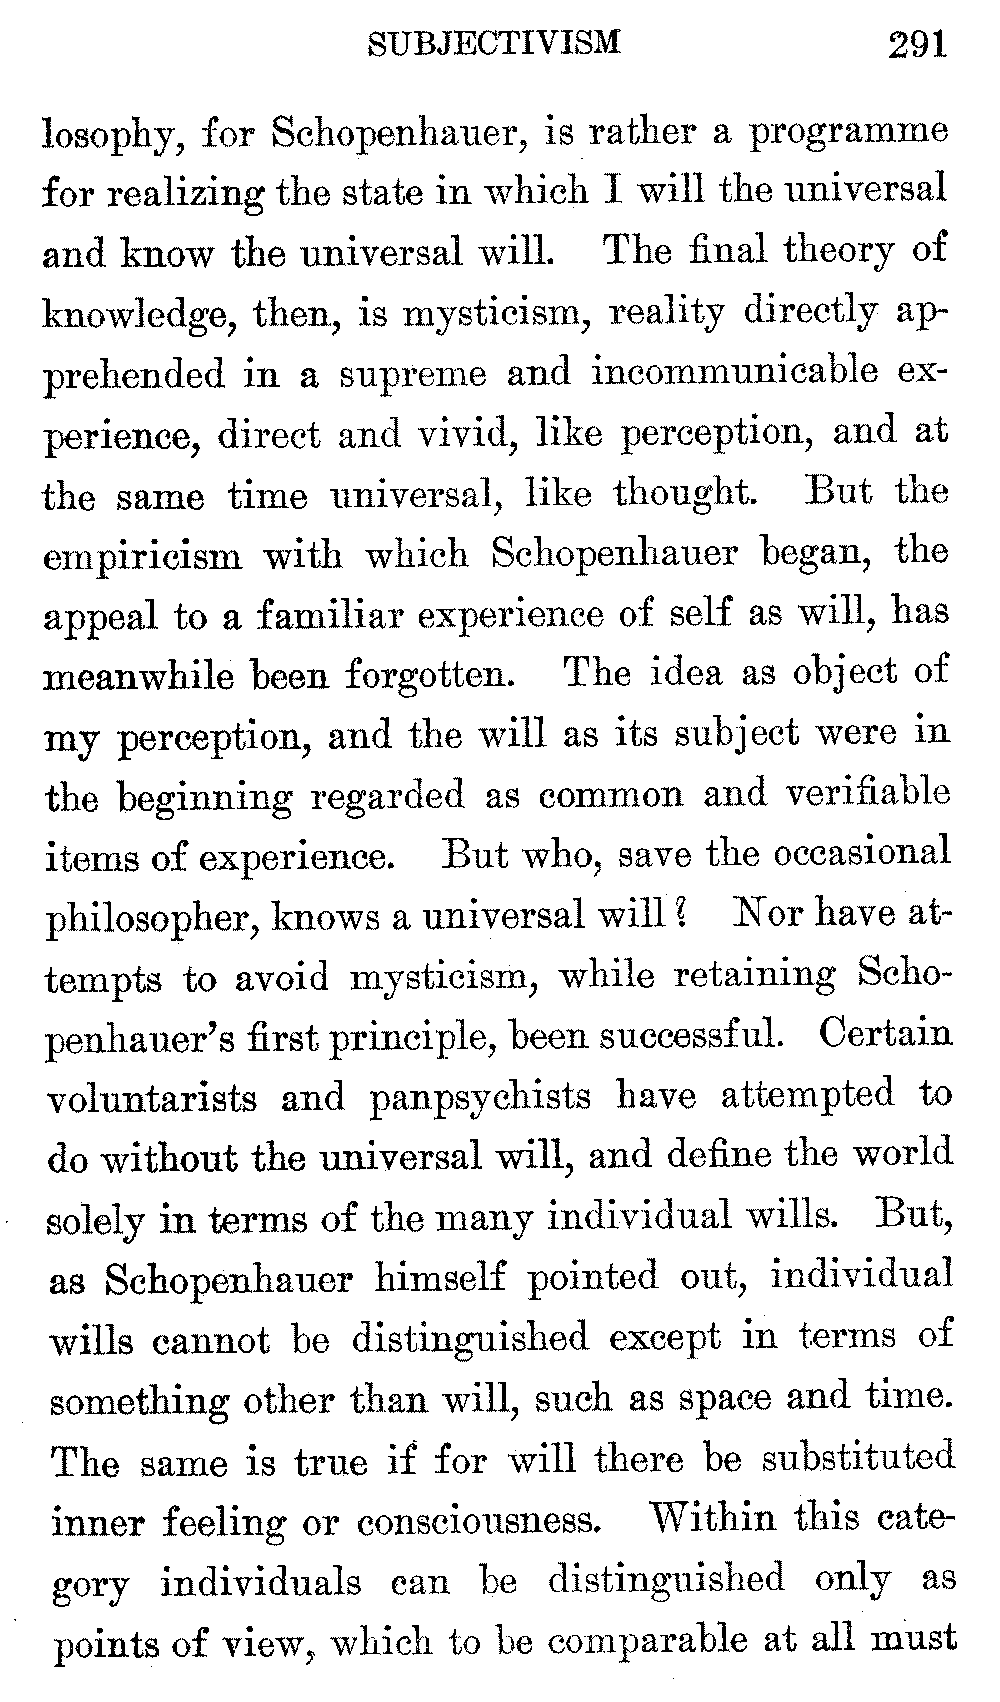 SUBJECTIVISM 291
losophy, for Schopenhauer, is rather a programme
for realizing the state in which I will the universal
and know the universal will. The final theory of
knowledge, then, is mysticism, reality directly ap-
prehended in a supreme and incommunicable ex-
perience, direct and vivid, like perception, and at
the same time universal, like thought. But the
empiricism with which Schopenhauer began, the
appeal to a familiar experience of self as will, has
meanwhile been forgotten. The idea as object of
my perception, and the will as its subject were in
the beginning regarded as common and verifiable
items of experience. But who, save the occasional
philosopher, knows a universal will? Nor have at-
tempts to avoid mysticism, while retaining Scho-
penhauer's first principle, been successful. Certain
voluntarists and panpsychists have attempted to
do without the universal will, and define the world
solely in terms of the many individual wills. But,
as Schopenhauer himself pointed out, individual
wills cannot be distinguished except in terms of
something other than will, such as space and time.
The same is true if for will there be substituted
inner feeling or consciousness. Within this cate-
gory individuals can be distinguished only as
points of view, which to be comparable at all must